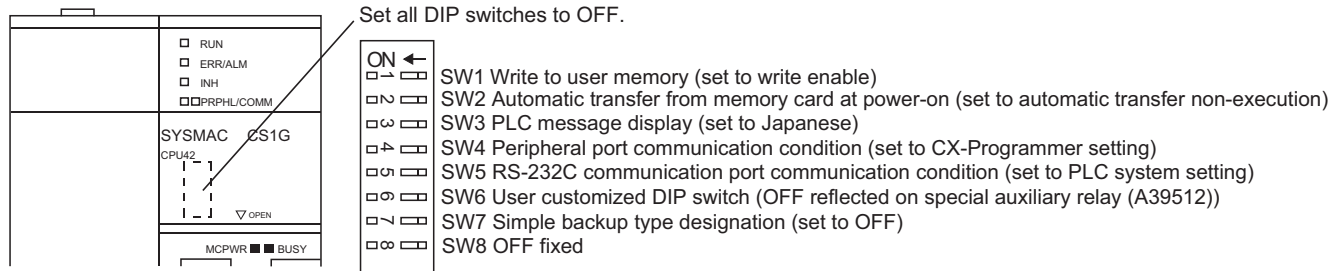 Set all DIP switches to OFF.
RUN
ERR/ALM
INH
PRPHL/COMM
SYSMAC CS1G
CPU42
OPEN
MCPWR BUSY
ON
1 SW1 Write to user memory (set to write enable)
2 SW2 Automatic transfer from memory card at power-on (set to automatic transfer non-execution)
3 SW3 PLC message display (set to Japanese)
4 SW4 Peripheral port communication condition (set to CX-Programmer setting)
5 SW5 RS-232C communication port communication condition (set to PLC system setting)
6 SW6 User customized DIP switch (OFF reflected on special auxiliary relay (A39512))
7 SW7 Simple backup type designation (set to OFF)
8 SW8 OFF fixed